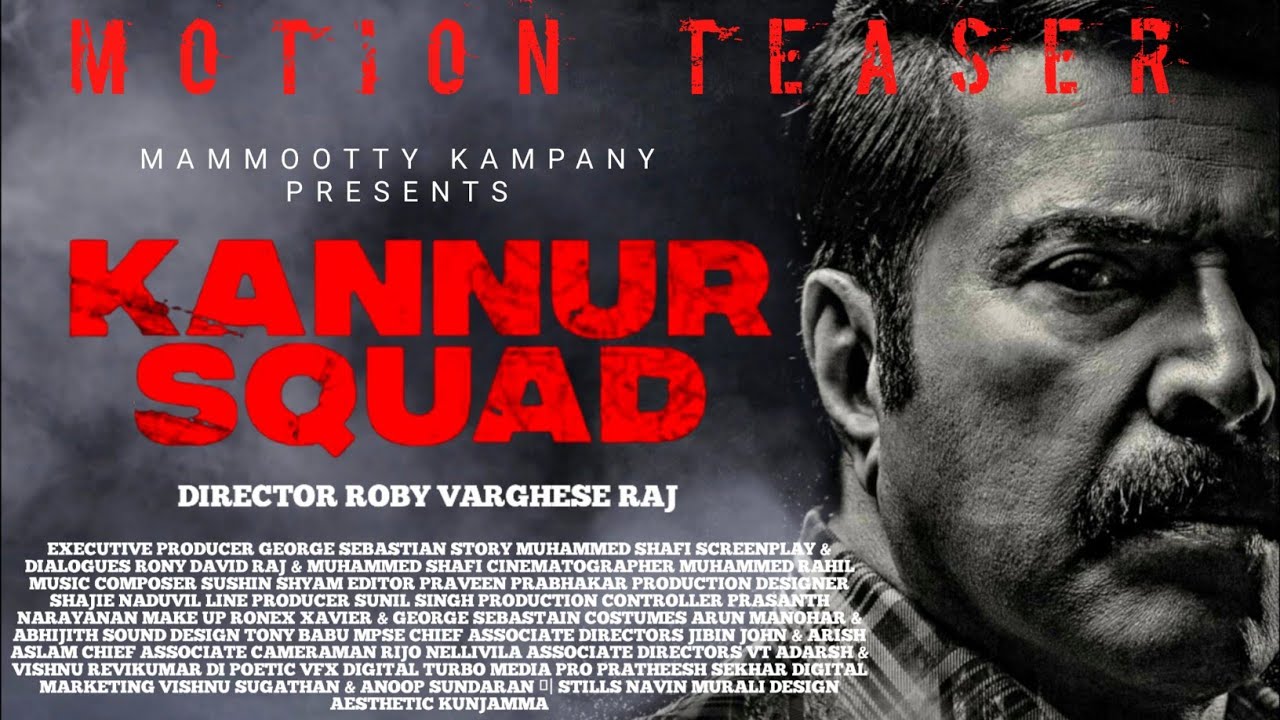 MOTION TEASER
MAMMOOTTY KAMPANY
PRESENTS
KANNUR
SQUAD
DIRECTOR ROBY VARGHESE RAJ
EXECUTIVE PRODUCER GEORGE SEBASTIAN STORY MUHAMMED SHAFI SCREENPLAY &
DIALOGUES RONY DAVID RAJ & MUHAMMED SHAFI CINEMATOGRAPHER MUHAMMED RAHIL
MUSIC COMPOSER SUSHIN SHYAM EDITOR PRAVEEN PRABHAKAR PRODUCTION DESIGNER
SHAJIE NADUVIL LINE PRODUCER SUNIL SINGH PRODUCTION CONTROLLER PRASANTH
NARAYANAN MAKE UP RONEX XAVIER & GEORGE SEBASTAIN COSTUMES ARUN MANOHAR &
ABHIJITH SOUND DESIGN TONY BABU MPSE CHIEF ASSOCIATE DIRECTORS JIBIN JOHN & ARISH
ASLAM CHIEF ASSOCIATE CAMERAMAN RIJO NELLIVILA ASSOCIATE DIRECTORS VT ADARSH &
VISHNU REVIKUMAR DI POETIC VFX DIGITAL TURBO MEDIA PRO PRATHEESH SEKHAR DIGITAL
MARKETING VISHNU SUGATHAN & ANOOP SUNDARAN | STILLS NAVIN MURALI DESIGN
AESTHETIC KUNJAMMA